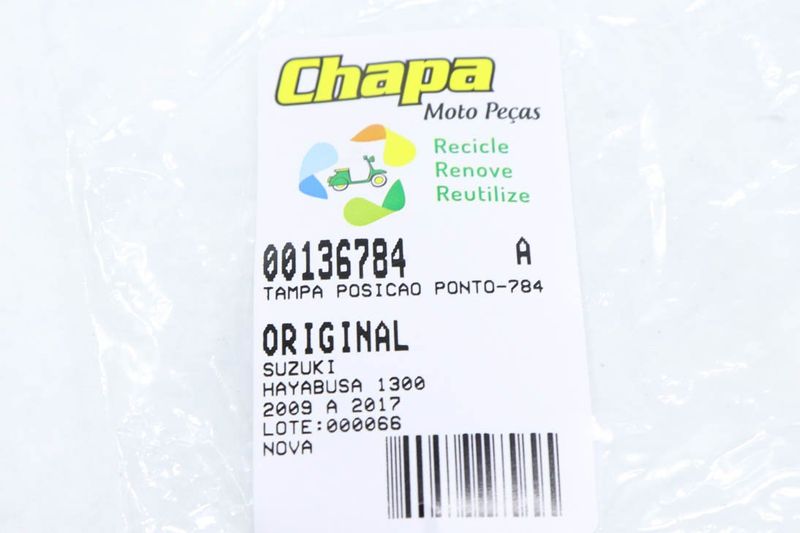 Chapa
Moto Peças
Recicle
Renove
Reutilize
00136784 A
TAMPA POSICAO PONTO-784
ORIGINAL
SUZUKI
HAYABUSA 1300
2009 A 2017
LOTE:000066
NOVA